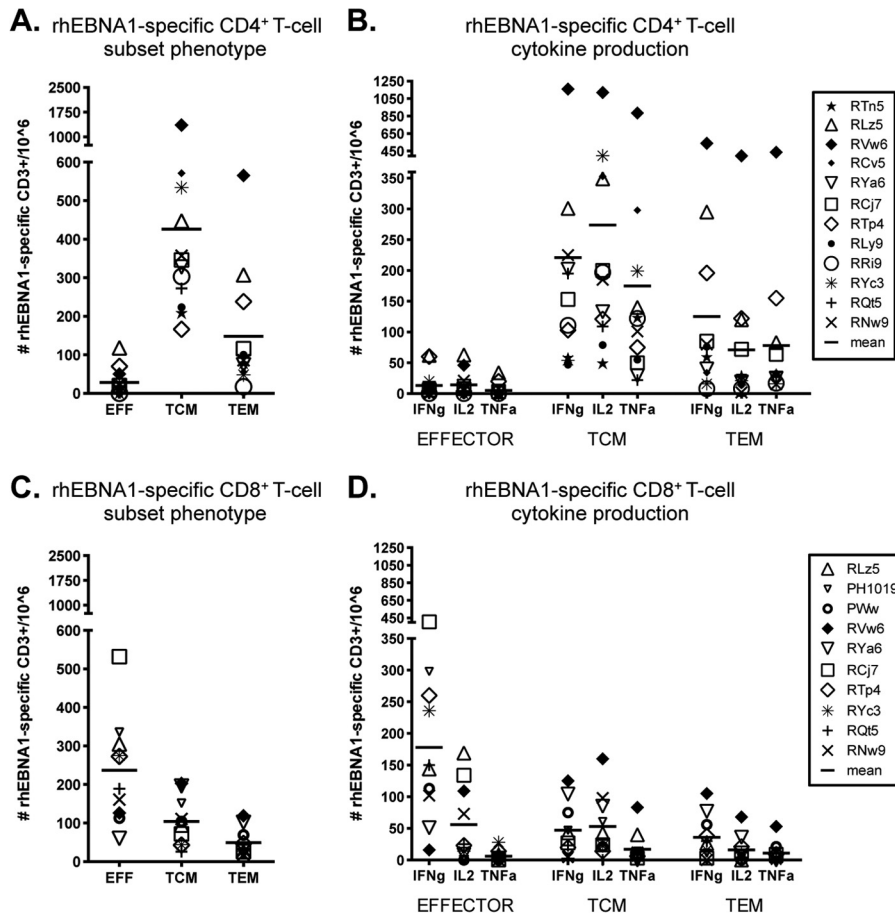 A. rhEBNA1-specific CD4+ T-cell
subset phenotype
# rhEBNA1-specific CD3+/10^6
2500
1750
1000
600
500
400
300
200
100
0
EFF TCM TEM
B. rhEBNA1-specific CD4+ T-cell
cytokine production
# rhEBNA1-specific CD3+/10^6
1250
1050
850
650
450
350
300
250
200
150
100
50
0
IFNg IL2 TNFa IFNg IL2 TNFa IFNg IL2 TNFa
EFFECTOR TCM TEM
RTn5
RLz5
RVw6
RCv5
RYa6
RCj7
RTp4
RLy9
RRi9
RYc3
RQt5
RNw9
mean
C. rhEBNA1-specific CD8+ T-cell
subset phenotype
# rhEBNA1-specific CD3+/10^6
2500
1750
1000
600
500
400
300
200
100
0
EFF TCM TEM
D. rhEBNA1-specific CD8+ T-cell
cytokine production
# rhEBNA1-specific CD3+/10^6
1250
1050
850
650
450
350
300
250
200
150
100
50
0
IFNg IL2 TNFa IFNg IL2 TNFa IFNg IL2 TNFa
EFFECTOR TCM TEM
RLz5
PH1019
PWw
RVw6
RYa6
RCj7
RTp4
RYc3
RQt5
RNw9
mean